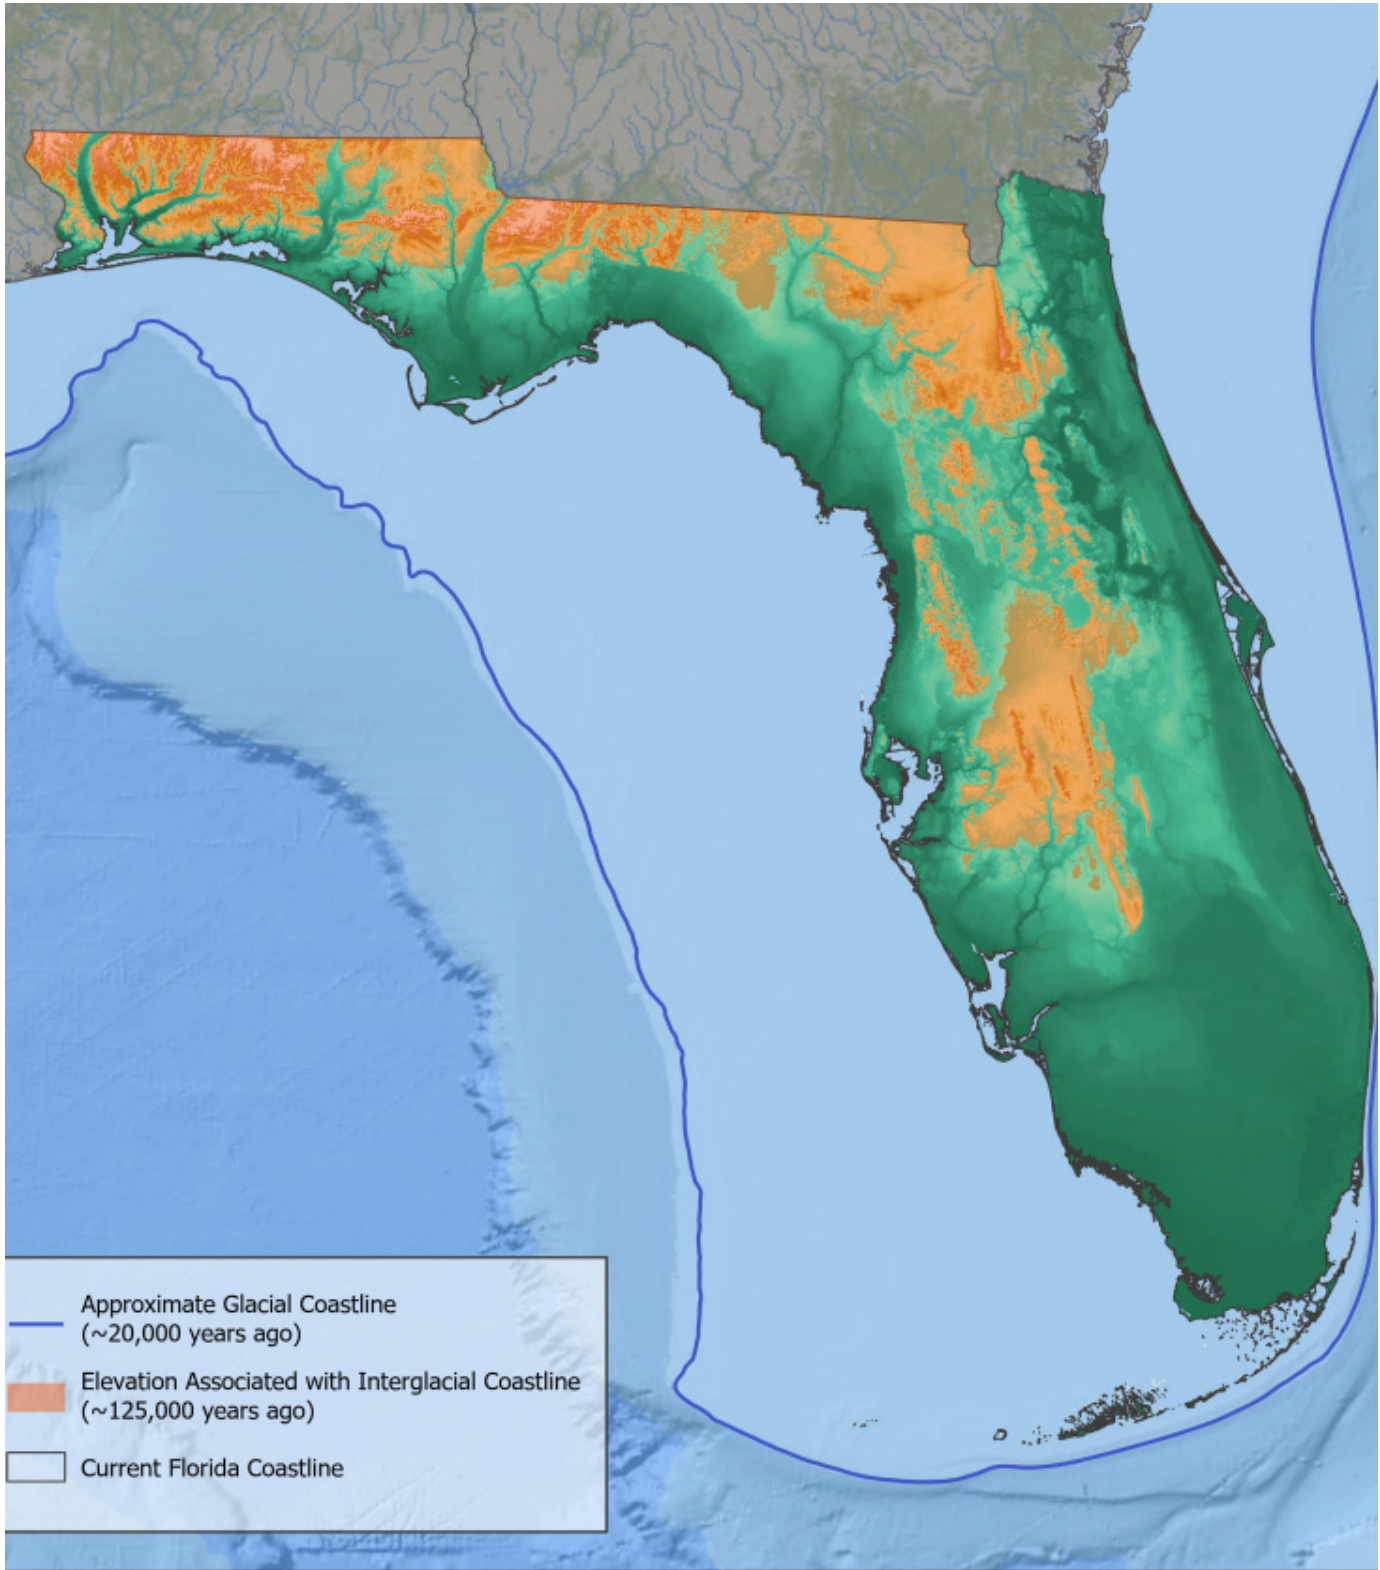 Approximate Glacial Coastline
(~20,000 years ago)
Elevation Associated with Interglacial Coastline
(~125,000 years ago)
Current Florida Coastline